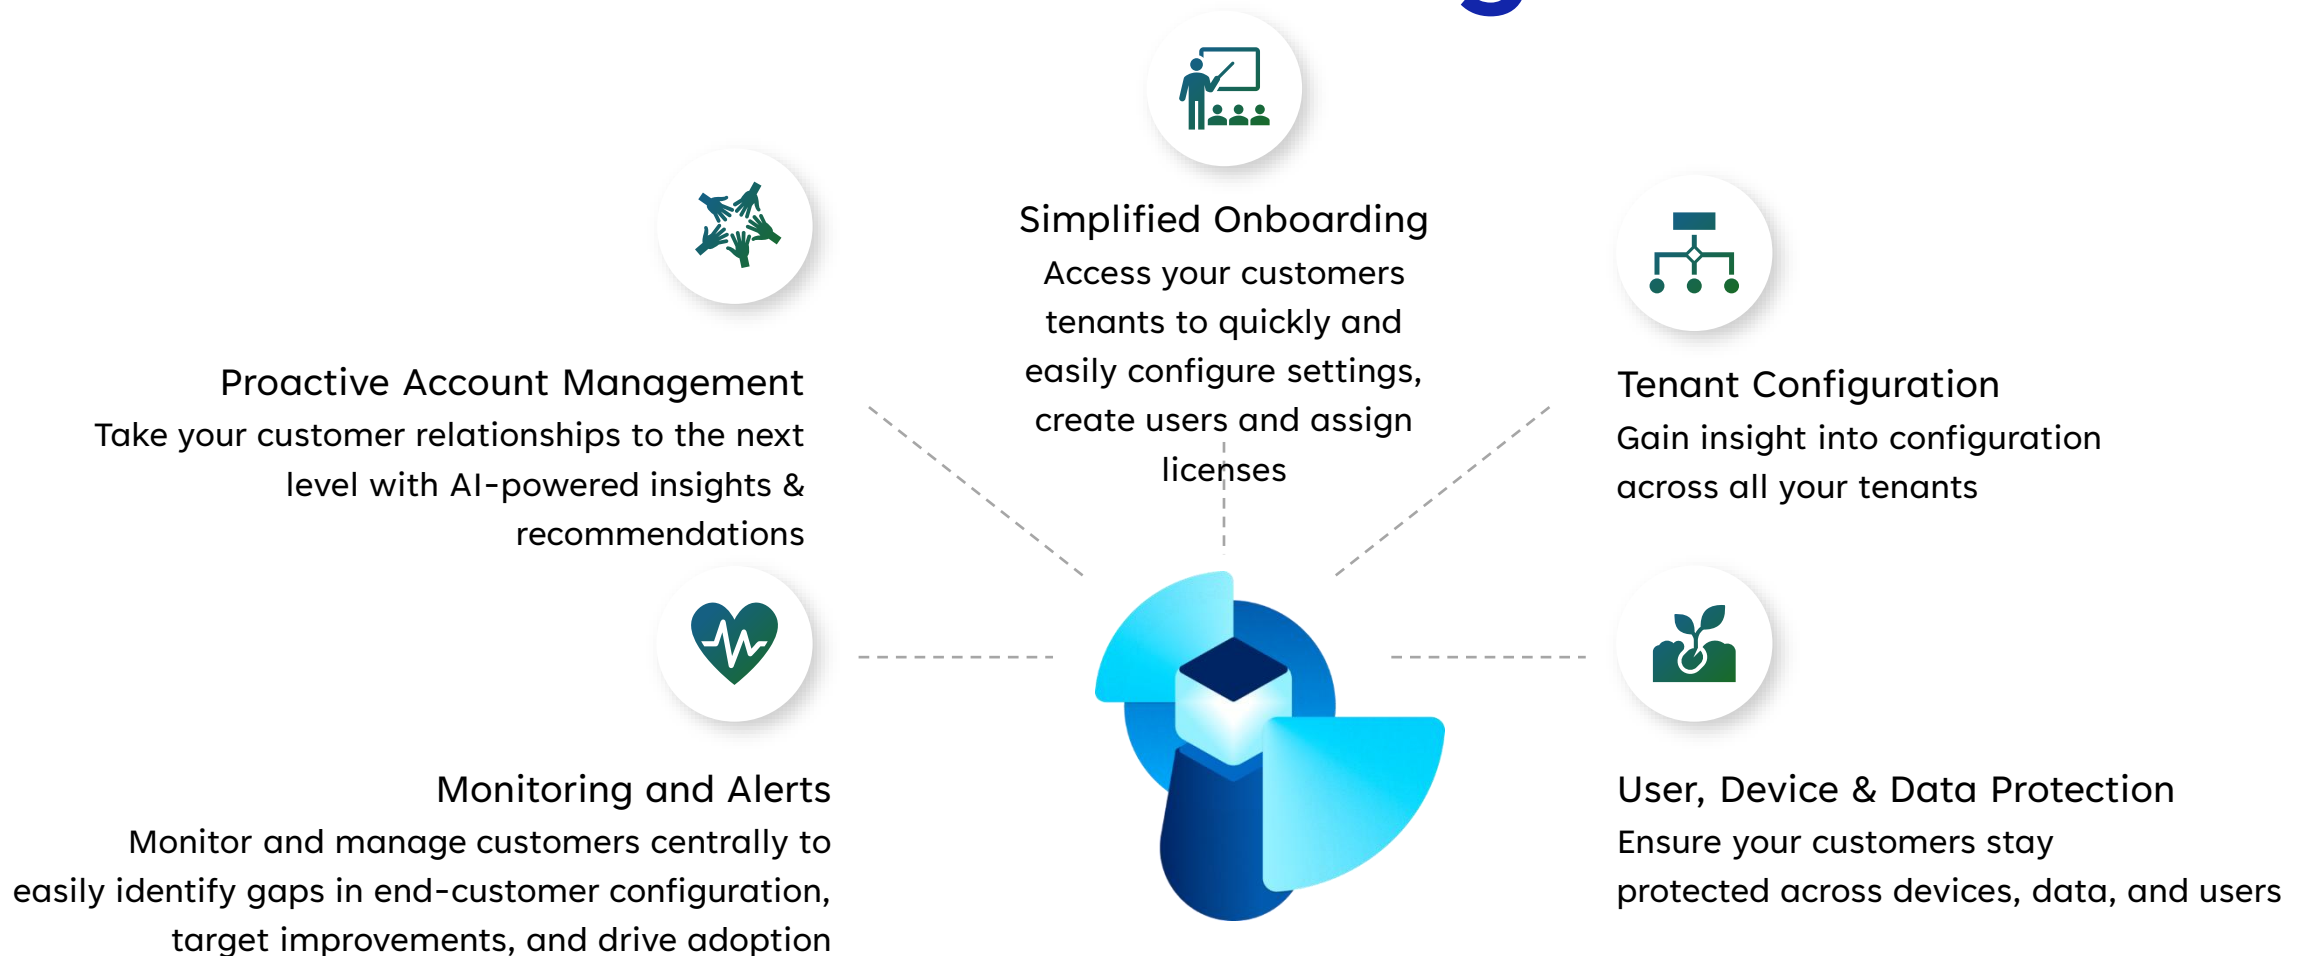 Simplified Onboarding
Access your customers
tenants to quickly and
easily configure settings,
create users and assign
licenses
Proactive Account Management
Take your customer relationships to the next
level with AI-powered insights &
recommendations
Tenant Configuration
Gain insight into configuration
across all your tenants
Monitoring and Alerts
Monitor and manage customers centrally to
easily identify gaps in end-customer configuration,
target improvements, and drive adoption
User, Device & Data Protection
Ensure your customers stay
protected across devices, data, and users